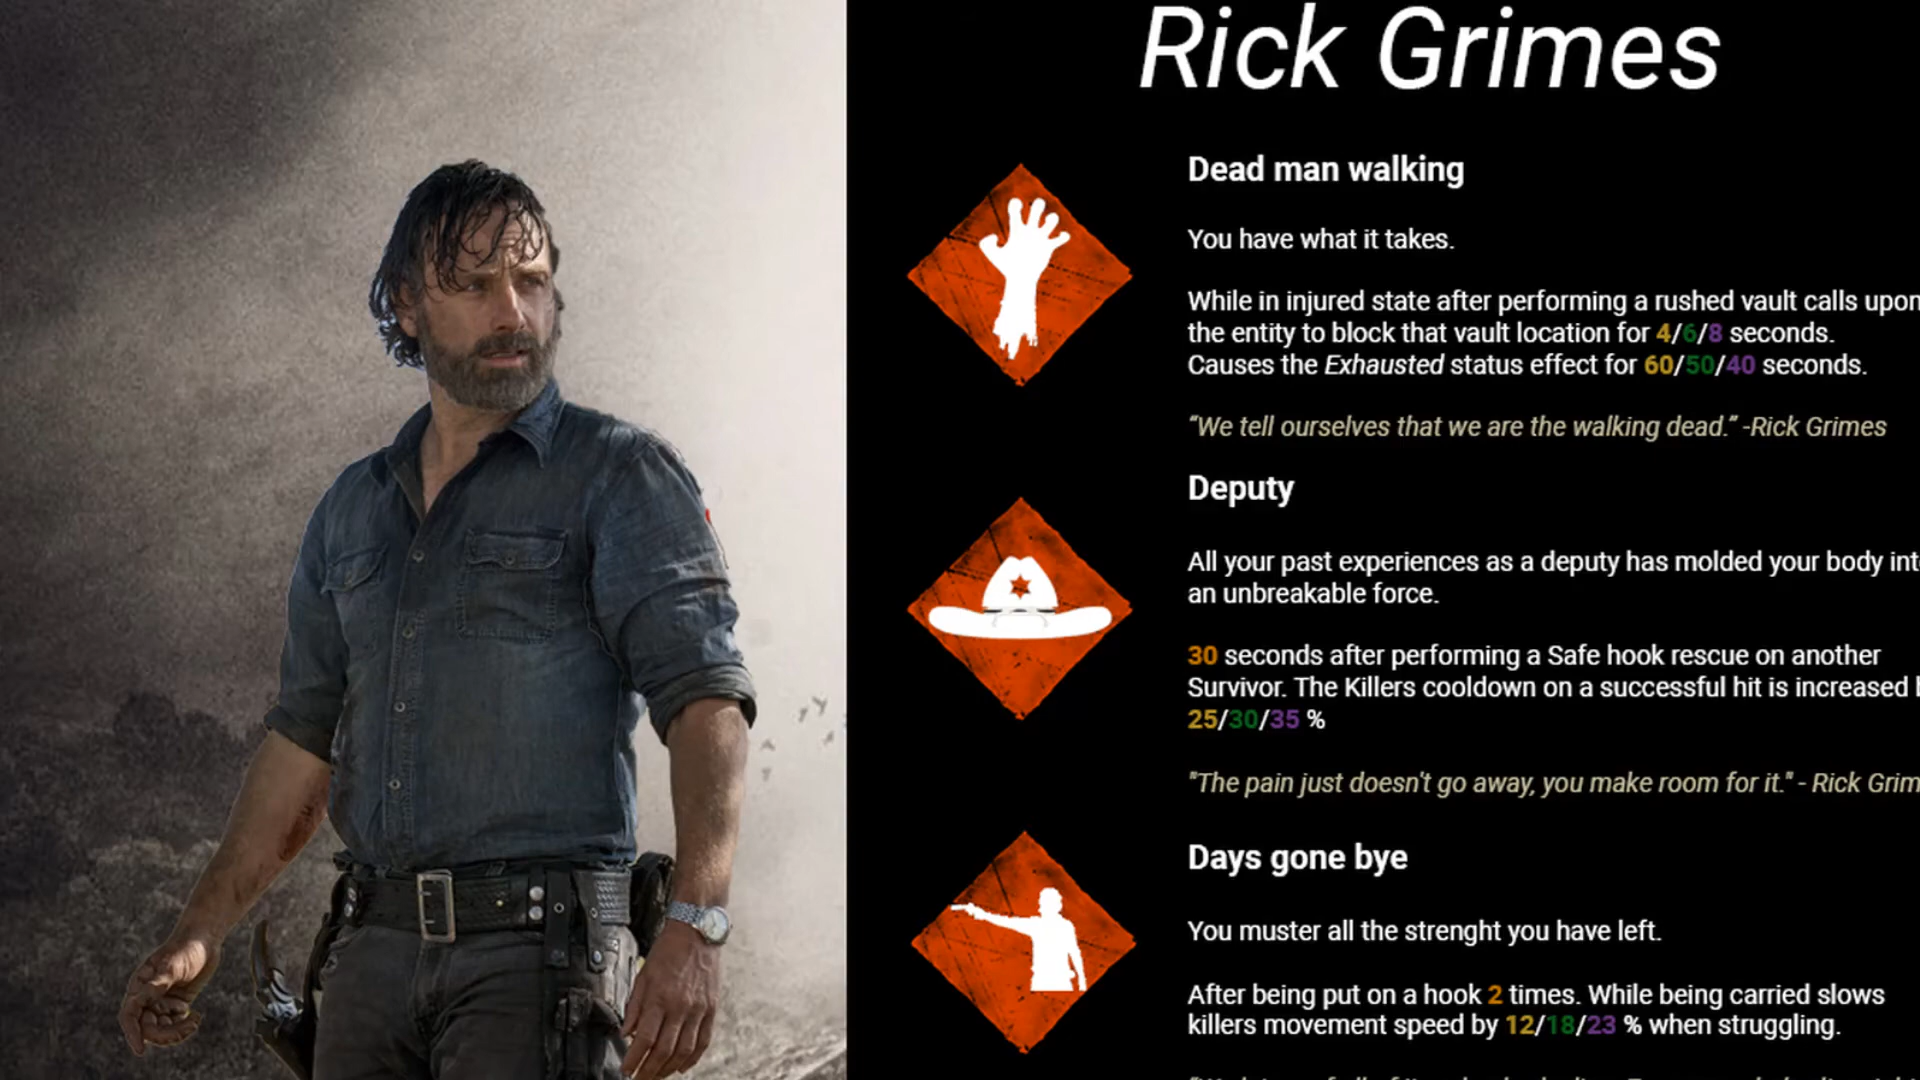 Rick Grimes
Dead man walking
You have what it takes.
While in injured state after performing a rushed vault calls upon
the entity to block that vault location for 4/6/8 seconds.
Causes the Exhausted status effect for 60/50/40 seconds.
“We tell ourselves that we are the walking dead.” -Rick Grimes
Deputy
All your past experiences as a deputy has molded your body
an unbreakable force.
30 seconds after performing a Safe hook rescue on another
Survivor. The Killers cooldown on a successful hit is increased
25/30/35 %
"The pain just doesn't go away, you make room for it." - Rick
Days gone bye
You muster all the strenght you have left.
After being put on a hook 2 times. While being carried slows
killers movement speed by 12/18/23 % when struggling.